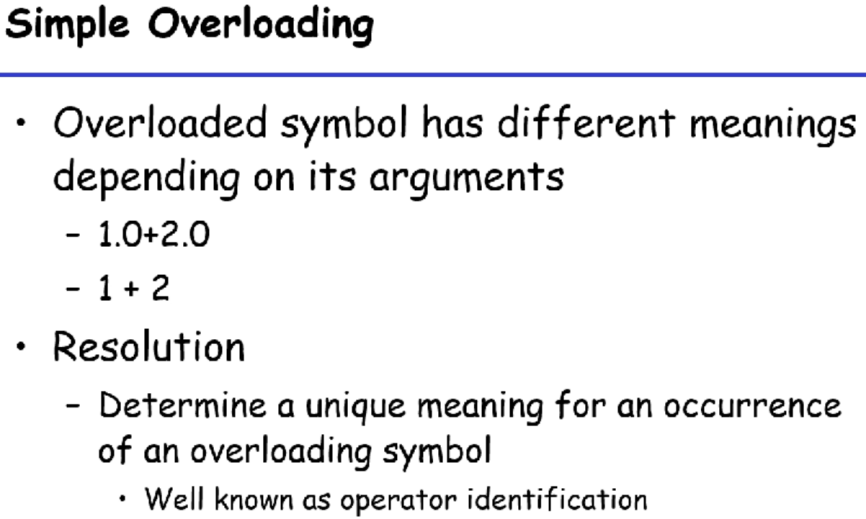 Simple Overloading
• Overloaded symbol has different meanings
depending on its arguments
– 1.0+2.0
– 1 + 2
• Resolution
– Determine a unique meaning for an occurrence
of an overloading symbol
• Well known as operator identification